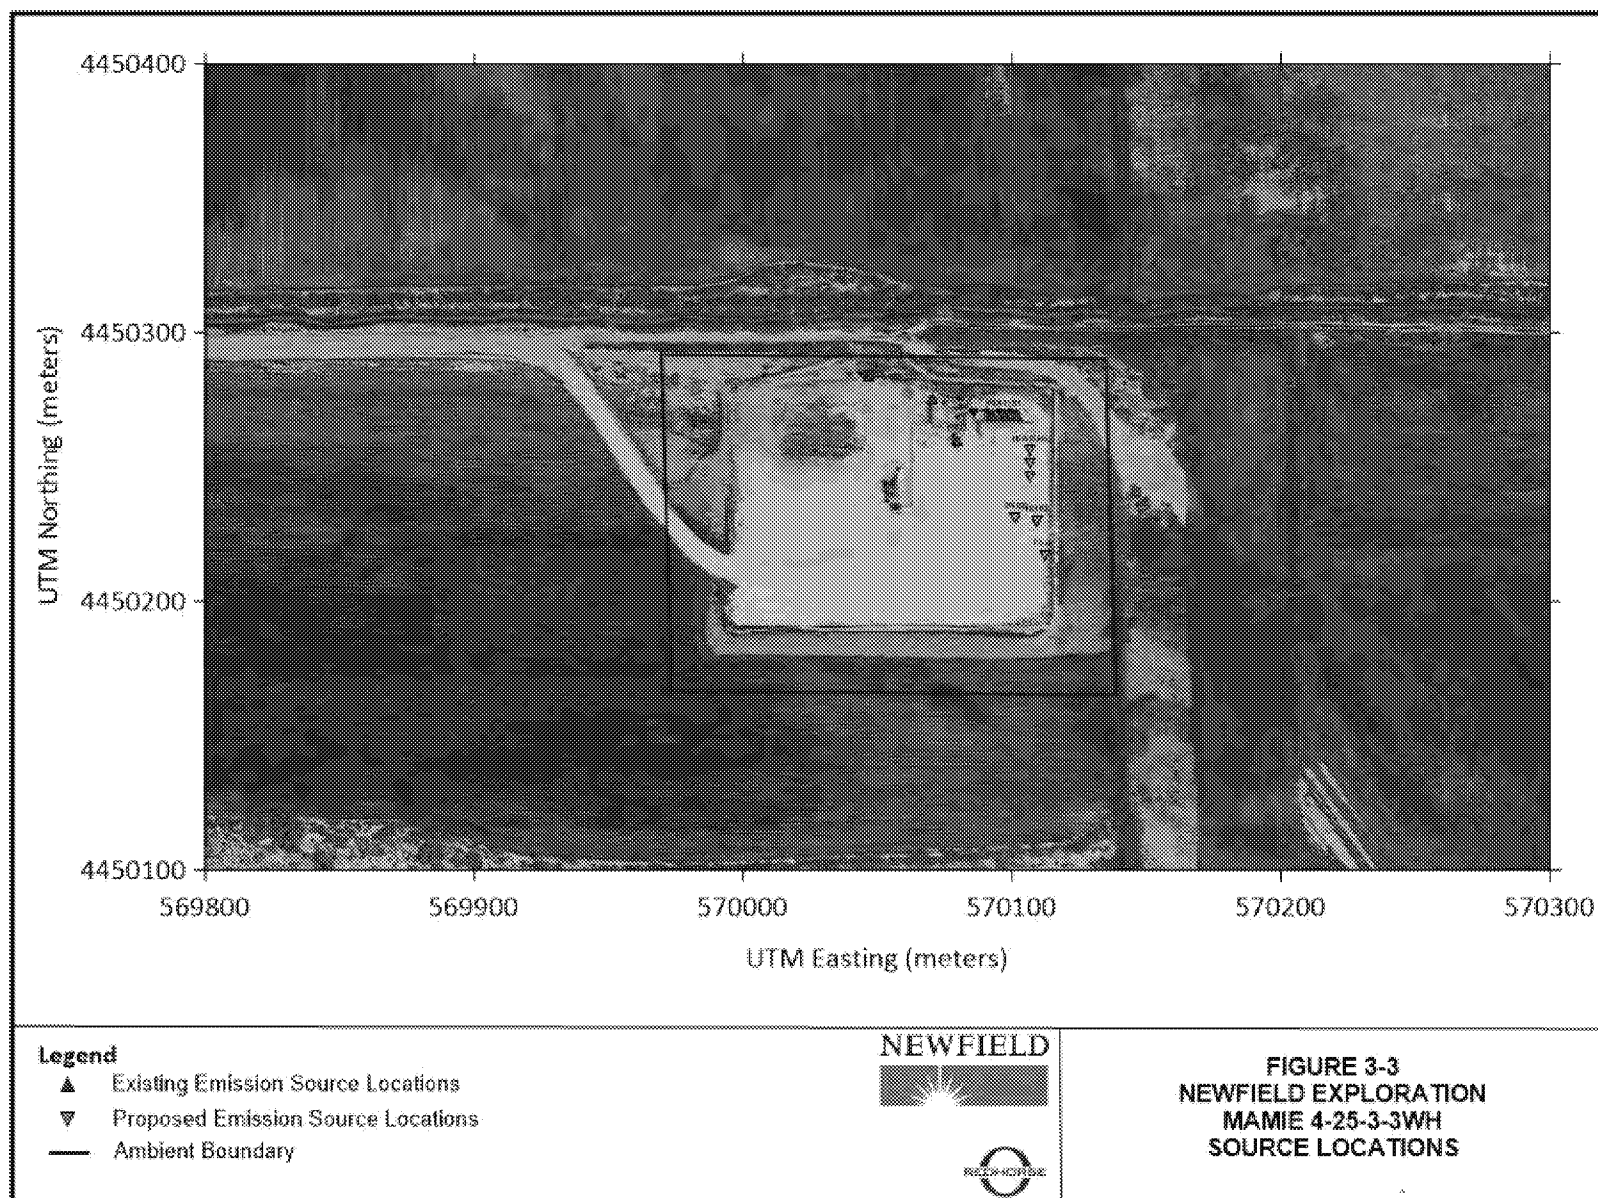 4450400
4450300
4450200
4450100
UTM Northing (meters)
569800 569900 570000 570100 570200 570300
UTM Easting (meters)
Legend
Existing Emission Source Locations
Proposed Emission Source Locations
Ambient Boundary
NEWFIELD
REDHORSE
FIGURE 3-3
NEWFIELD EXPLORATION
MAMIE 4-25-3-3WH
SOURCE LOCATIONS